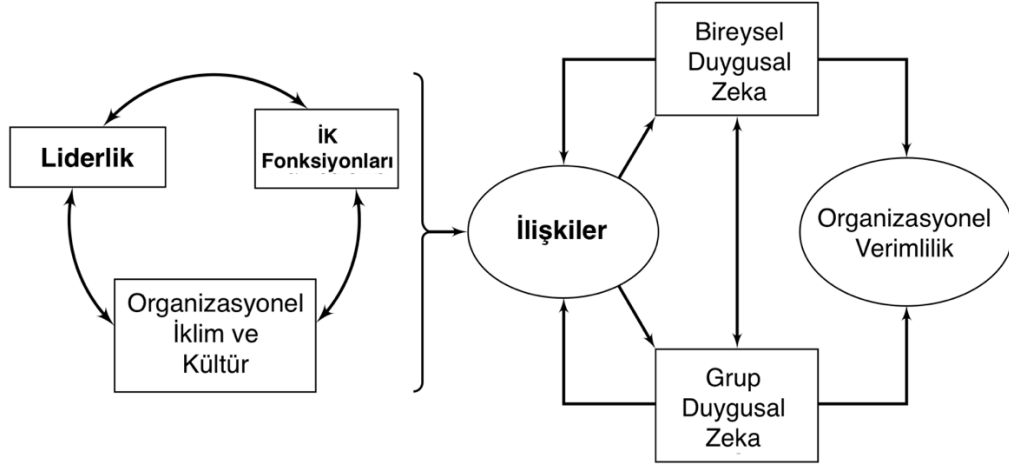 Liderlik
İK
Fonksiyonları
Organizasyonel
İklim ve
Kültür
İlişkiler
Bireysel
Duygusal
Zeka
Grup
Duygusal
Zeka
Organizasyonel
Verimlilik